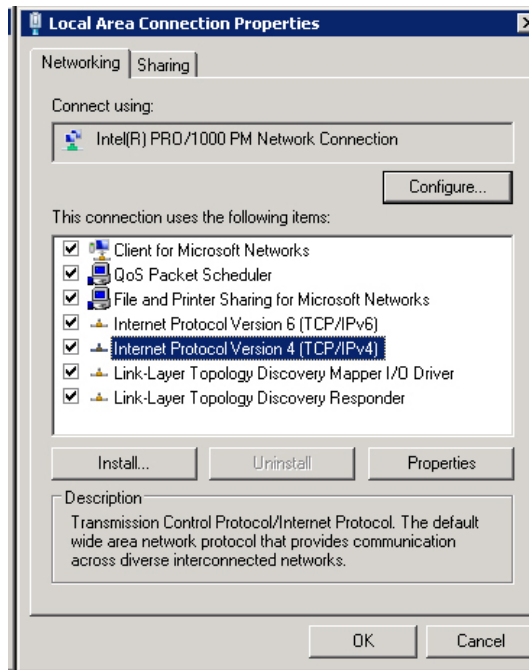 Local Area Connection Properties
Networking
Sharing
Connect using:
Intel(R) PRO/1000 PM Network Connection
Configure...
This connection uses the following items:
Client for Microsoft Networks
QoS Packet Scheduler
File and Printer Sharing for Microsoft Networks
Internet Protocol Version 6 (TCP/IPv6)
Internet Protocol Version 4 (TCP/IPv4)
Link-Layer Topology Discovery Mapper I/O Driver
Link-Layer Topology Discovery Responder
Install...
Uninstall
Properties
Description
Transmission Control Protocol/Internet Protocol. The default
wide area network protocol that provides communication
across diverse interconnected networks.
OK
Cancel